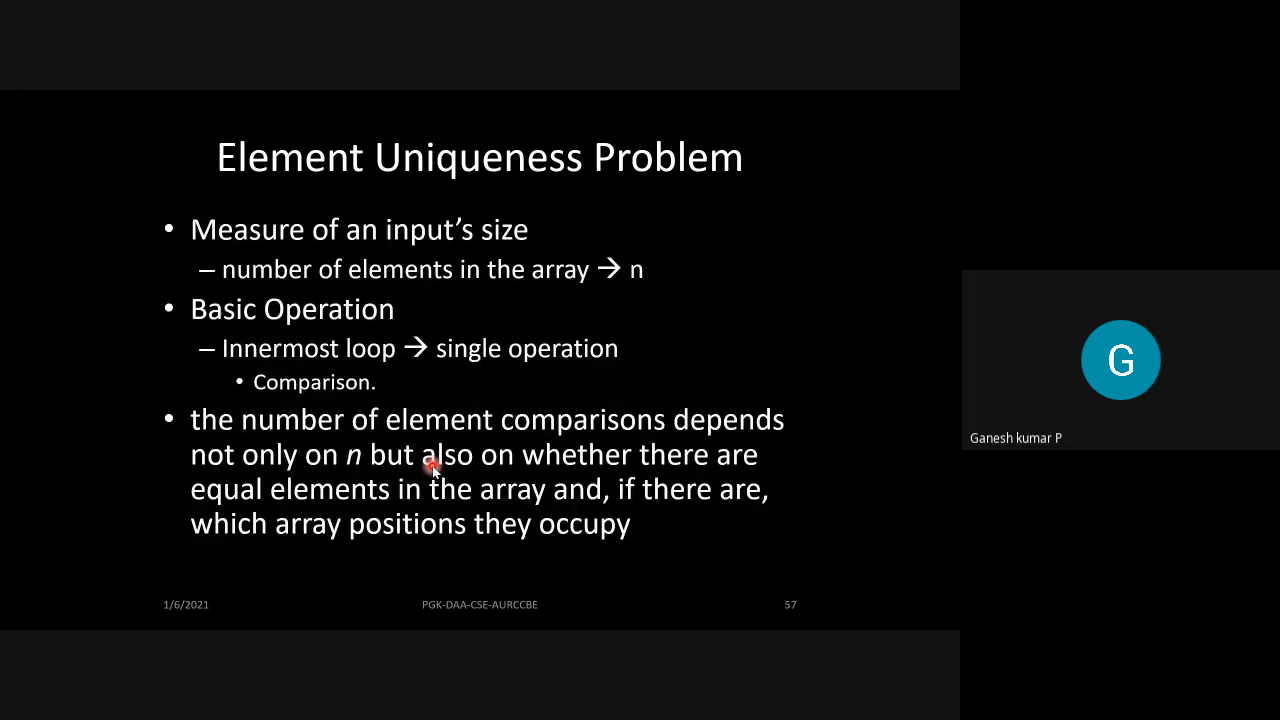 Element Uniqueness Problem
• Measure of an input’s size
– number of elements in the array → n
• Basic Operation
– Innermost loop → single operation
• Comparison.
• the number of element comparisons depends
not only on n but also on whether there are
equal elements in the array and, if there are,
which array positions they occupy
1/6/2021
PGK-DAA-CSE-AURCCBE
57
G
Ganesh kumar P